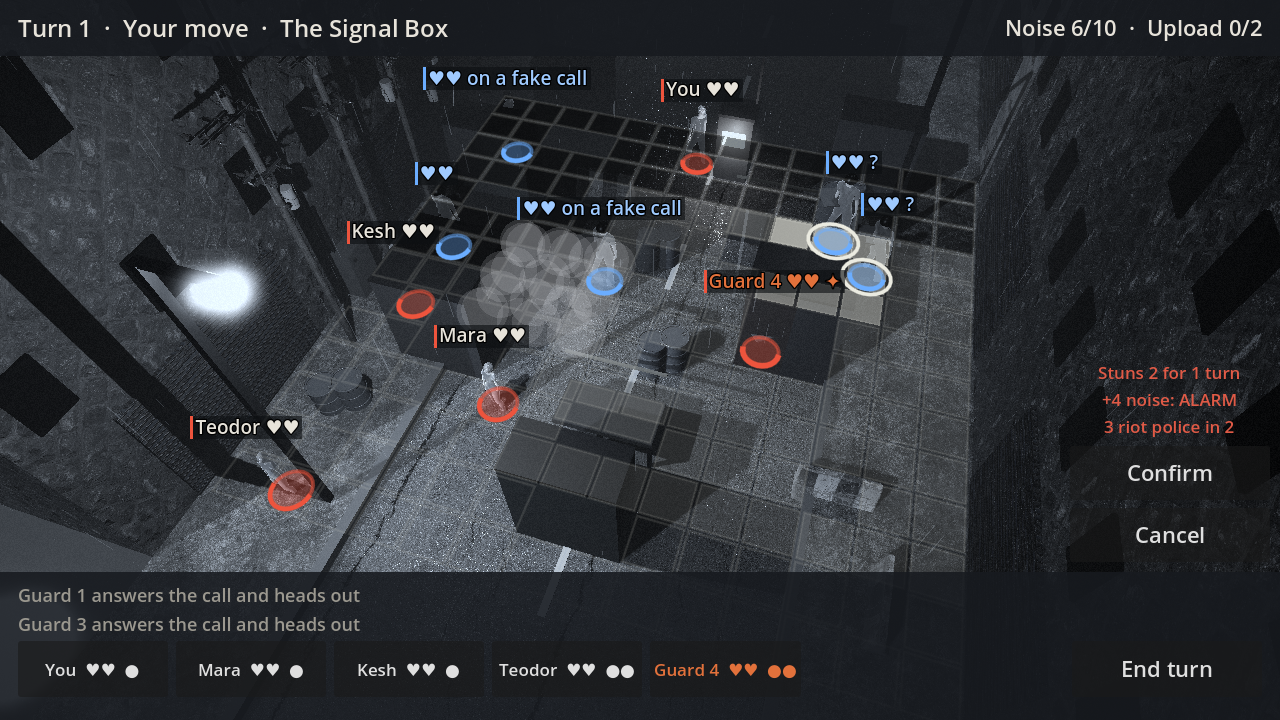 Turn 1 · Your move · The Signal Box
Noise 6/10 · Upload 0/2
♥♥ on a fake call
You ♥♥
♥♥ ?
♥♥
♥♥ ?
♥♥ on a fake call
Kesh ♥♥
Guard 4 ♥♥ ✦
Mara ♥♥
Stuns 2 for 1 turn
+4 noise: ALARM
3 riot police in 2
Teodor ♥♥
Confirm
Cancel
Guard 1 answers the call and heads out
Guard 3 answers the call and heads out
You ♥♥ ●
Mara ♥♥ ●
Kesh ♥♥ ●
Teodor ♥♥ ●●
Guard 4 ♥♥ ●●
End turn